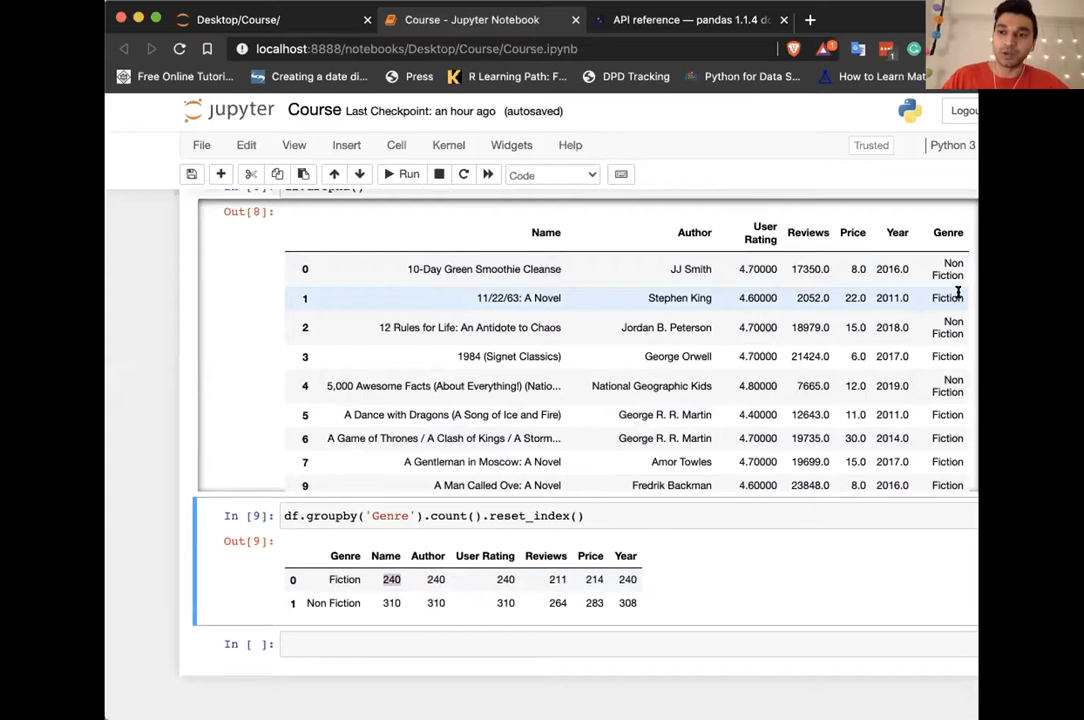 Desktop/Course/
Course - Jupyter Notebook
API reference — pandas 1.1.4 d
localhost:8888/notebooks/Desktop/Course/Course.ipynb
1
1
Free Online Tutori...
Creating a date di...
Press
R Learning Path: F...
DPD Tracking
Python for Data S...
How to Learn Mat
jupyter Course Last Checkpoint: an hour ago (autosaved)
Logou
File Edit View Insert Cell Kernel Widgets Help
Trusted
Python 3
Run
Code
Out[8]:
Name Author User Rating Reviews Price Year Genre
0 10-Day Green Smoothie Cleanse JJ Smith 4.70000 17350.0 8.0 2016.0 Non Fiction
1 11/22/63: A Novel Stephen King 4.60000 2052.0 22.0 2011.0 Fiction
2 12 Rules for Life: An Antidote to Chaos Jordan B. Peterson 4.70000 18979.0 15.0 2018.0 Non Fiction
3 1984 (Signet Classics) George Orwell 4.70000 21424.0 6.0 2017.0 Fiction
4 5,000 Awesome Facts (About Everything!) (Natio... National Geographic Kids 4.80000 7665.0 12.0 2019.0 Non Fiction
5 A Dance with Dragons (A Song of Ice and Fire) George R. R. Martin 4.40000 12643.0 11.0 2011.0 Fiction
6 A Game of Thrones / A Clash of Kings / A Storm... George R. R. Martin 4.70000 19735.0 30.0 2014.0 Fiction
7 A Gentleman in Moscow: A Novel Amor Towles 4.70000 19699.0 15.0 2017.0 Fiction
9 A Man Called Ove: A Novel Fredrik Backman 4.60000 23848.0 8.0 2016.0 Fiction
In [9]: df.groupby('Genre').count().reset_index()
Out[9]:
Genre Name Author User Rating Reviews Price Year
0 Fiction 240 240 240 211 214 240
1 Non Fiction 310 310 310 264 283 308
In [ ]: